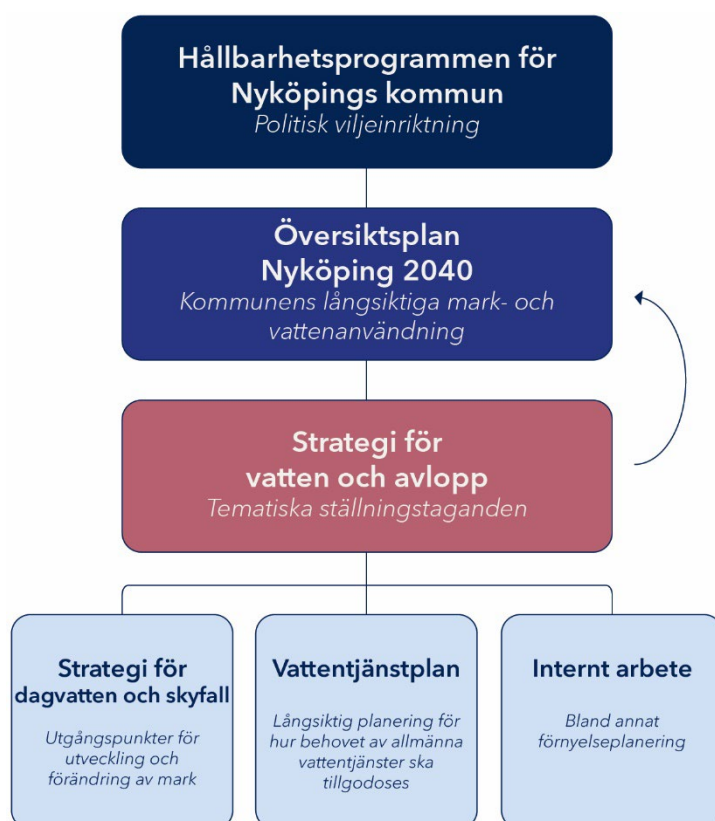 Hållbarhetsprogrammen för
Nyköpings kommun
Politisk viljeinriktning
Översiktsplan
Nyköping 2040
Kommunens långsiktiga mark- och
vattenanvändning
Strategi för
vatten och avlopp
Tematiska ställningstaganden
Strategi för
dagvatten och skyfall
Utgångspunkter för
utveckling och
förändring av mark
Vattentjänstplan
Långsiktig planering för
hur behovet av allmänna
vattentjänster ska
tillgodoses
Internt arbete
Bland annat
förnyelseplanering